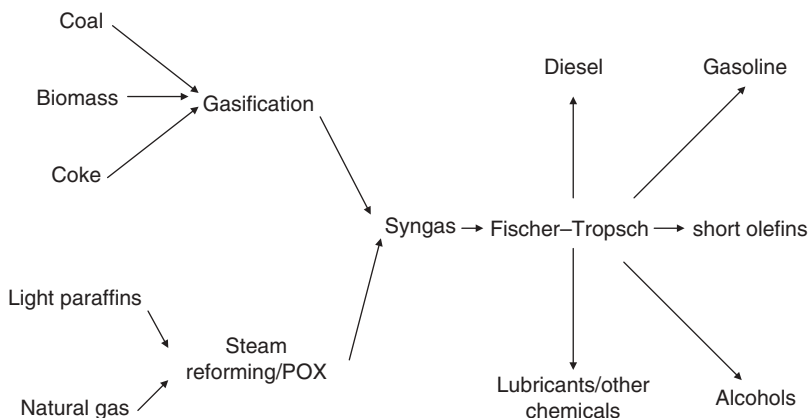 Coal
Biomass
Coke
Gasification
Light paraffins
Natural gas
Steam
reforming/POX
Syngas
Fischer–Tropsch
Diesel
Gasoline
short olefins
Lubricants/other
chemicals
Alcohols